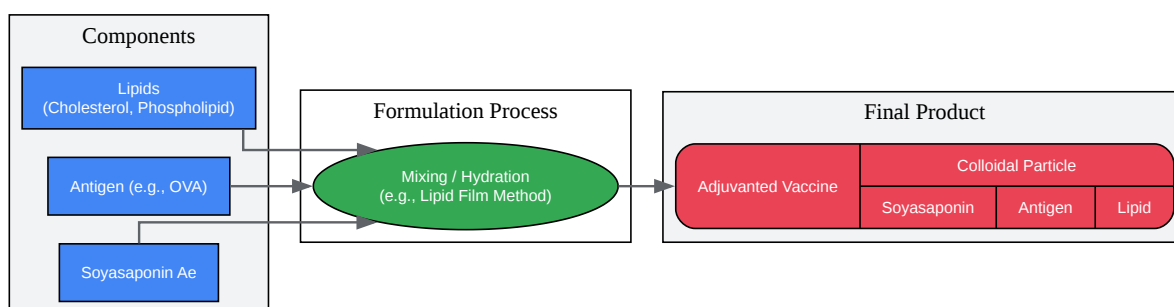 Components
Lipids
(Cholesterol, Phospholipid)
Antigen (e.g., OVA)
Soyasaponin Ae
Formulation Process
Mixing / Hydration
(e.g., Lipid Film Method)
Final Product
Adjuvanted Vaccine
Colloidal Particle
Soyasaponin
Antigen
Lipid